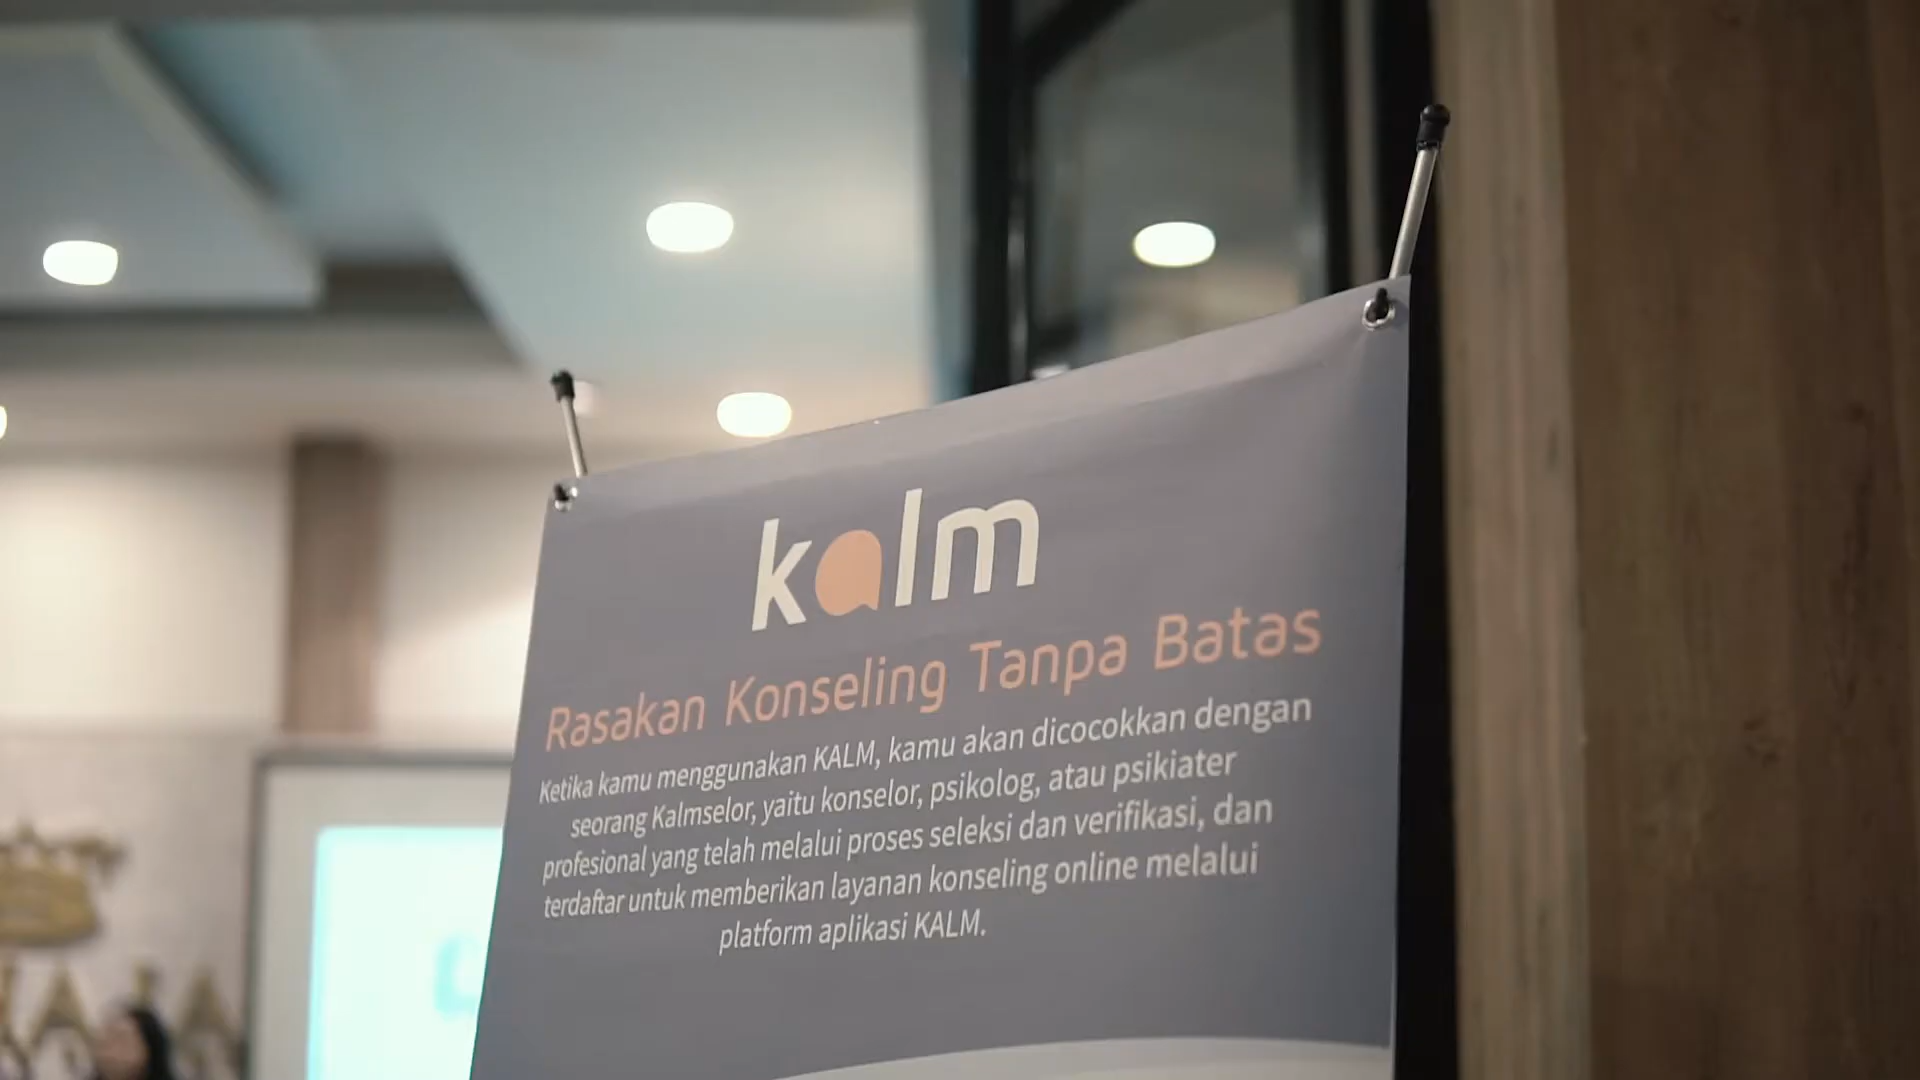 kalm
Rasakan Konseling Tanpa Batas
Ketika kamu menggunakan KALM, kamu akan dicocokkan dengan
seorang Kalmselor, yaitu konselor, psikolog, atau psikiater
profesional yang telah melalui proses seleksi dan verifikasi, dan
terdaftar untuk memberikan layanan konseling online melalui
platform aplikasi KALM.